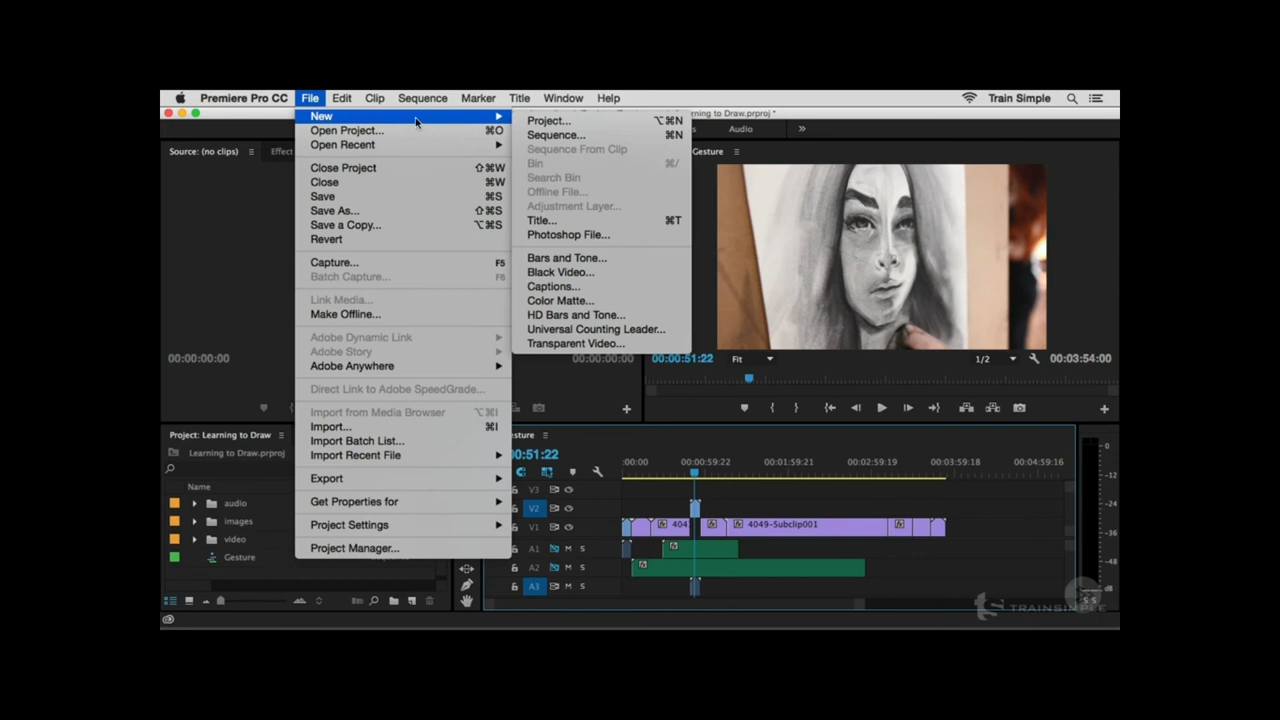 Premiere Pro CC File Edit Clip Sequence Marker Title Window Help Train Simple
ning to Draw.prproj *
Audio
Source: (no clips) Effect
Gesture
New
Open Project... ⌘O
Open Recent
Close Project ⇧⌘W
Close ⌘W
Save ⌘S
Save As... ⇧⌘S
Save a Copy... ⌥⌘S
Revert
Capture... F5
Batch Capture... F6
Link Media...
Make Offline...
Adobe Dynamic Link
Adobe Story
Adobe Anywhere
Direct Link to Adobe SpeedGrade...
Import from Media Browser ⌥⌘I
Import... ⌘I
Import Batch List...
Import Recent File
Export
Get Properties for
Project Settings
Project Manager...
Project... ⌥⌘N
Sequence... ⌘N
Sequence From Clip
Bin ⌘/
Search Bin
Offline File...
Adjustment Layer...
Title... ⌘T
Photoshop File...
Bars and Tone...
Black Video...
Captions...
Color Matte...
HD Bars and Tone...
Universal Counting Leader...
Transparent Video...
00:00:00:00 00:00:00:00
00:00:51:22 Fit 1/2 00:03:54:00
Project: Learning to Draw
Learning to Draw.prproj
Name
audio
images
video
Gesture
esture
00:51:22
:00:00 00:00:59:22 00:01:59:21 00:02:59:19 00:03:59:18 00:04:59:16
V3
V2
V1 404 4049-Subclip001
A1 M S
A2 M S
A3 M S
0
-12
-24
-36
-48
dB
S S
TRAINSIMPLE